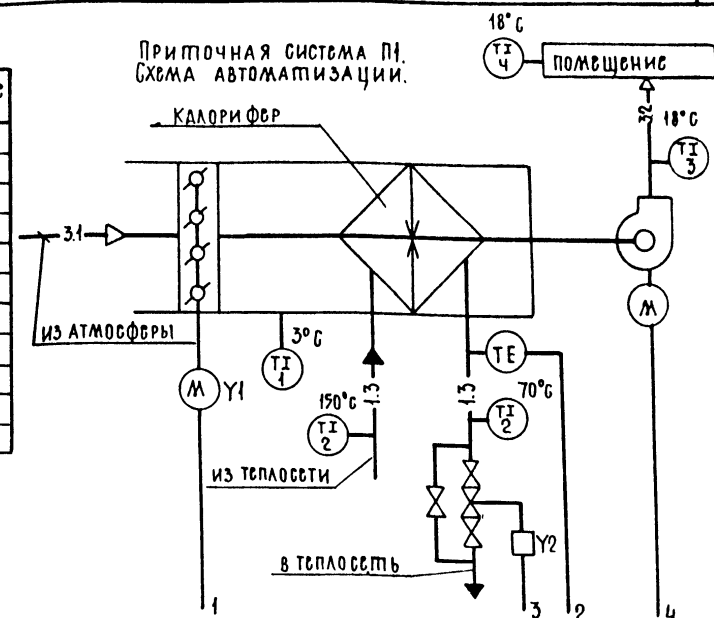 18°С
ПРИТОЧНАЯ СИСТЕМА П1.
СХЕМА АВТОМАТИЗАЦИИ.
TI
4
ПОМЕЩЕНИЕ
КАЛОРИФЕР
3.2
18°С
TI
3
3.1
ИЗ АТМОСФЕРЫ
М
Y1
3°С
TI
1
М
TE
150°С
1.3
1.3
70°С
TI
2
TI
2
ИЗ ТЕПЛОСЕТИ
Y2
В ТЕПЛОСЕТЬ
1
3
2
4